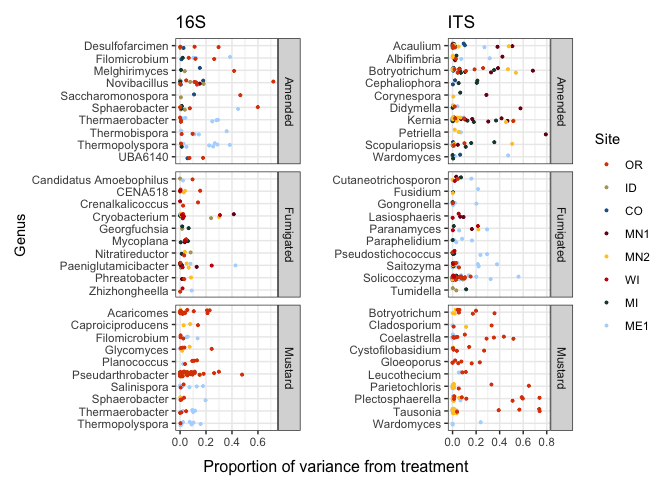 16S
ITS
Genus
Desulfofarcimen
Filomicrobium
Melghirimyces
Novibacillus
Saccharomonospora
Sphaerobacter
Thermaerobacter
Thermobispora
Thermopolyspora
UBA6140
Amended
Candidatus Amoebophilus
CENA518
Crenalkalicoccus
Cryobacterium
Georgfuchsia
Mycoplana
Nitratireductor
Paeniglutamicibacter
Phreatobacter
Zhizhongheella
Fumigated
Acaricomes
Caproiciproducens
Filomicrobium
Glycomyces
Planococcus
Pseudarthrobacter
Salinispora
Sphaerobacter
Thermaerobacter
Thermopolyspora
Mustard
0.0 0.2 0.4 0.6
Acaulium
Albifimbria
Botryotrichum
Cephaliophora
Corynespora
Didymella
Kernia
Petriella
Scopulariopsis
Wardomyces
Amended
Cutaneotrichosporon
Fusidium
Gongronella
Lasiosphaeris
Paranamyces
Paraphelidium
Pseudostichococcus
Saitozyma
Solicoccozyma
Tumidella
Fumigated
Botryotrichum
Cladosporium
Coelastrella
Cystofilobasidium
Gloeoporus
Leucothecium
Parietochloris
Plectosphaerella
Tausonia
Wardomyces
Mustard
0.0 0.2 0.4 0.6 0.8
Proportion of variance from treatment
Site
OR
ID
CO
MN1
MN2
WI
MI
ME1